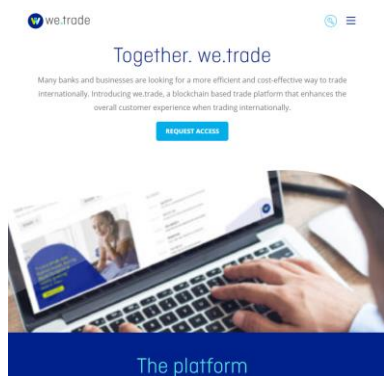 we.trade
Together. we.trade
Many banks and businesses are looking for a more efficient and cost-effective way to trade
internationally. Introducing we.trade, a blockchain based trade platform that enhances the
overall customer experience when trading internationally.
REQUEST ACCESS
The platform